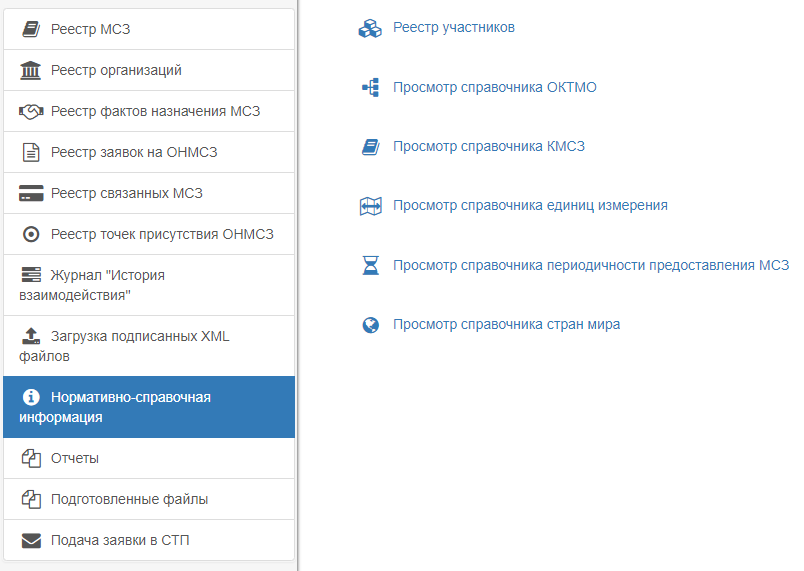 Реестр МСЗ
Реестр организаций
Реестр фактов назначения МСЗ
Реестр заявок на ОНМСЗ
Реестр связанных МСЗ
Реестр точек присутствия ОНМСЗ
Журнал "История
взаимодействия"
Загрузка подписанных XML
файлов
Нормативно-справочная
информация
Отчеты
Подготовленные файлы
Подача заявки в СТП
Реестр участников
Просмотр справочника ОКТМО
Просмотр справочника КМСЗ
Просмотр справочника единиц измерения
Просмотр справочника периодичности предоставления МСЗ
Просмотр справочника стран мира